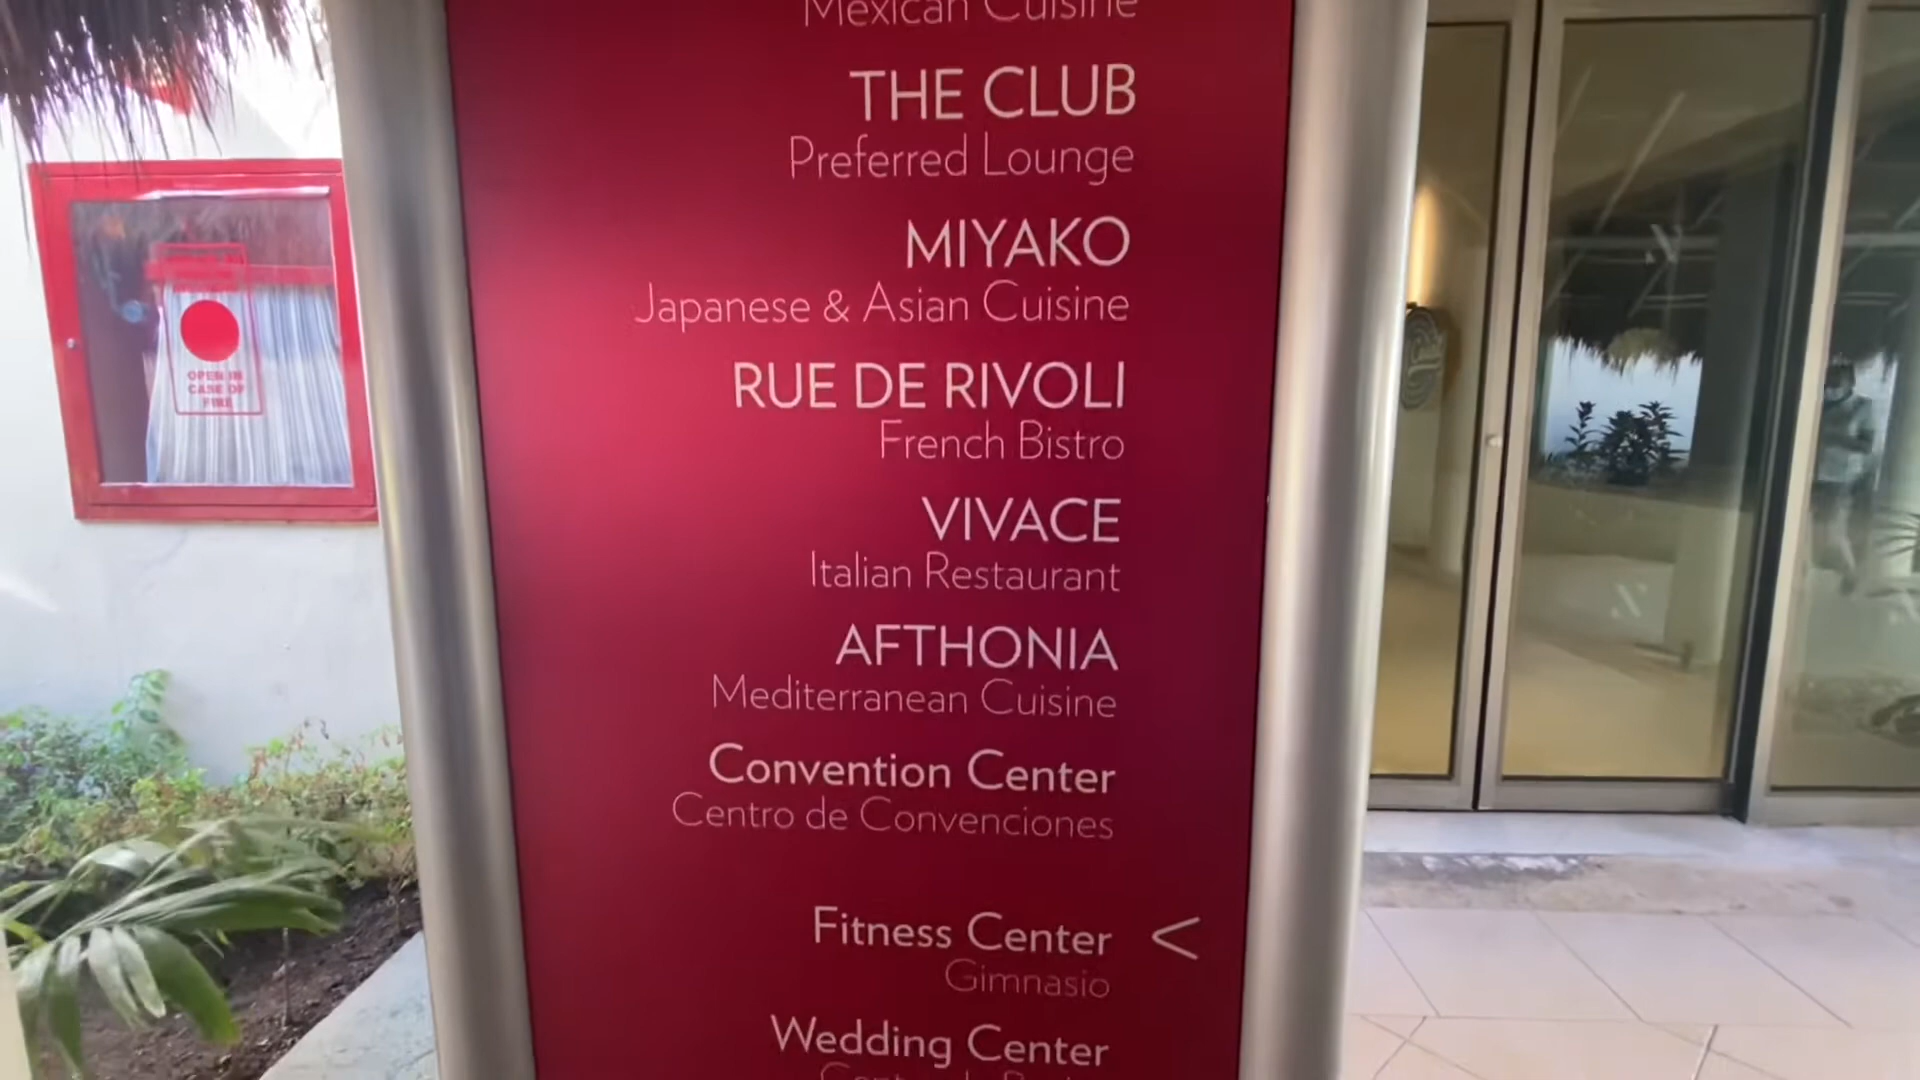 Mexican Cuisine
THE CLUB
Preferred Lounge
MIYAKO
Japanese & Asian Cuisine
RUE DE RIVOLI
French Bistro
VIVACE
Italian Restaurant
AFTHONIA
Mediterranean Cuisine
Convention Center
Centro de Convenciones
Fitness Center <
Gimnasio
Wedding Center
OPEN IN
CASE OF
FIRE